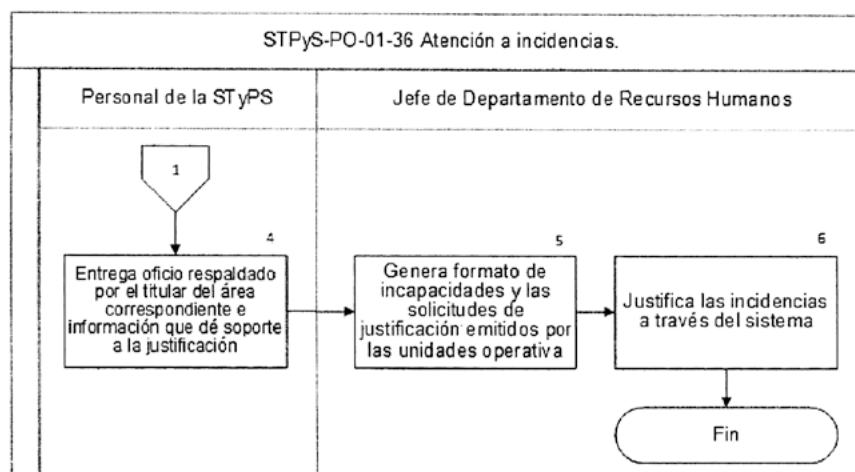 STPyS-PO-01-36 Atención a incidencias.
Personal de la STyPS
Jefe de Departamento de Recursos Humanos
1
4
Entrega oficio respaldado
por el titular del área
correspondiente e
información que dé soporte
a la justificación
5
Genera formato de
incapacidades y las
solicitudes de
justificación emitidos por
las unidades operativa
6
Justifica las incidencias
a través del sistema
Fin